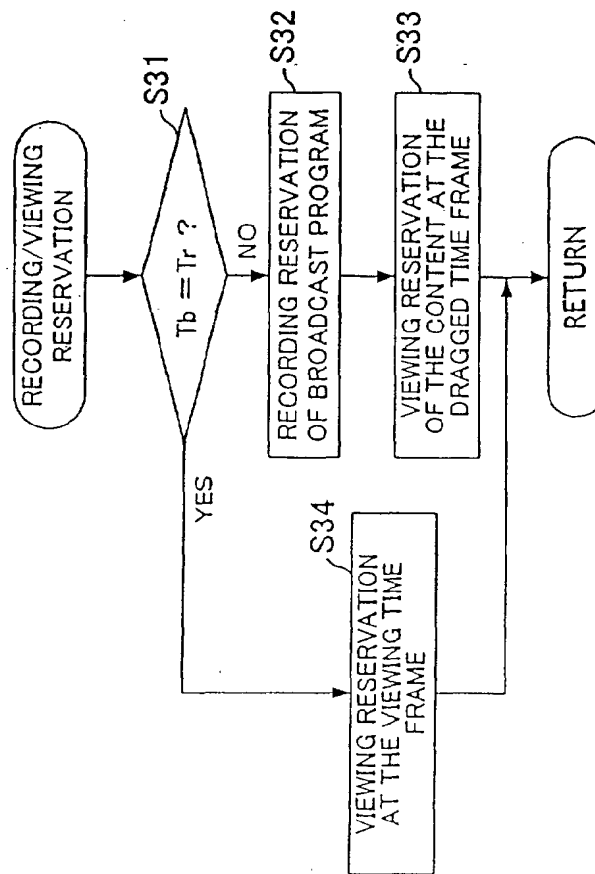 RECORDING/VIEWING
RESERVATION
S31
Tb=Tr ?
NO
YES
S32
RECORDING RESERVATION
OF BROADCAST PROGRAM
S33
VIEWING RESERVATION
OF THE CONTENT AT THE
DRAGGED TIME FRAME
S34
VIEWING RESERVATION
AT THE VIEWING TIME
FRAME
RETURN